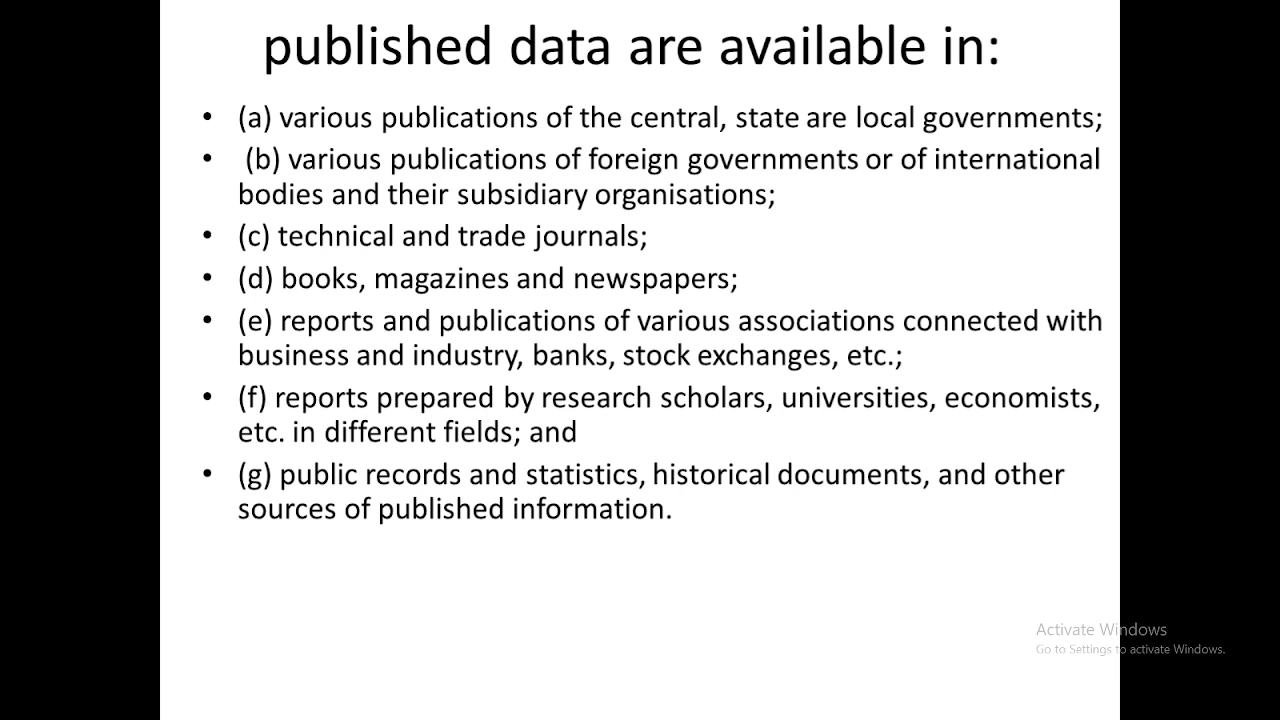 published data are available in:
• (a) various publications of the central, state are local governments;
• (b) various publications of foreign governments or of international
bodies and their subsidiary organisations;
• (c) technical and trade journals;
• (d) books, magazines and newspapers;
• (e) reports and publications of various associations connected with
business and industry, banks, stock exchanges, etc.;
• (f) reports prepared by research scholars, universities, economists,
etc. in different fields; and
• (g) public records and statistics, historical documents, and other
sources of published information.
Activate Windows
Go to Settings to activate Windows.